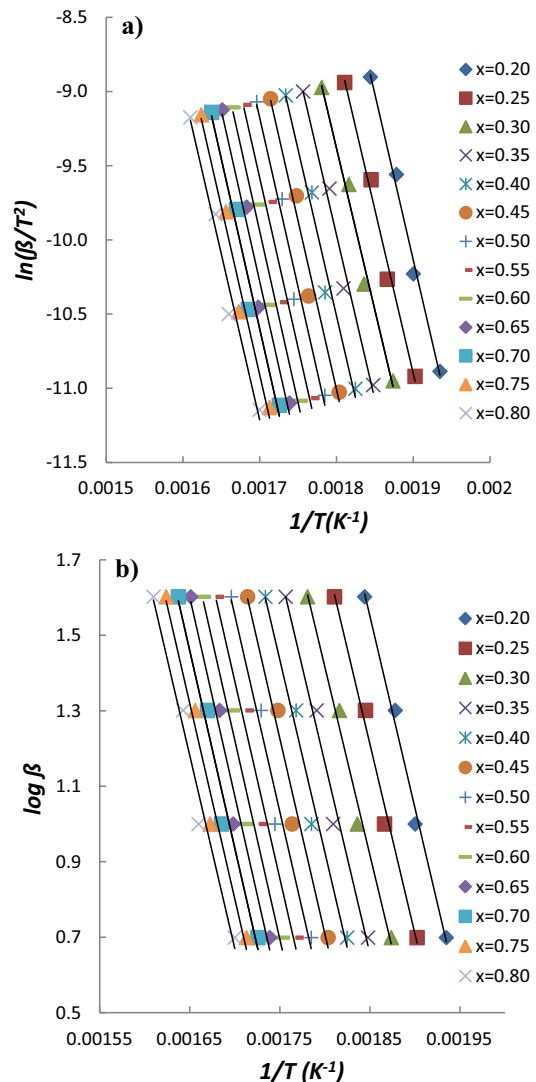 a)
-8.5
-9.0
-9.5
-10.0
-10.5
-11.0
-11.5
ln(ß/T²)
0.0015
0.0016
0.0017
0.0018
0.0019
0.002
1/T(K⁻¹)
x=0.20
x=0.25
x=0.30
x=0.35
x=0.40
x=0.45
x=0.50
x=0.55
x=0.60
x=0.65
x=0.70
x=0.75
x=0.80
b)
1.7
1.5
1.3
1.1
0.9
0.7
0.5
log ß
0.00155
0.00165
0.00175
0.00185
0.00195
1/T (K⁻¹)
x=0.20
x=0.25
x=0.30
x=0.35
x=0.40
x=0.45
x=0.50
x=0.55
x=0.60
x=0.65
x=0.70
x=0.75
x=0.80